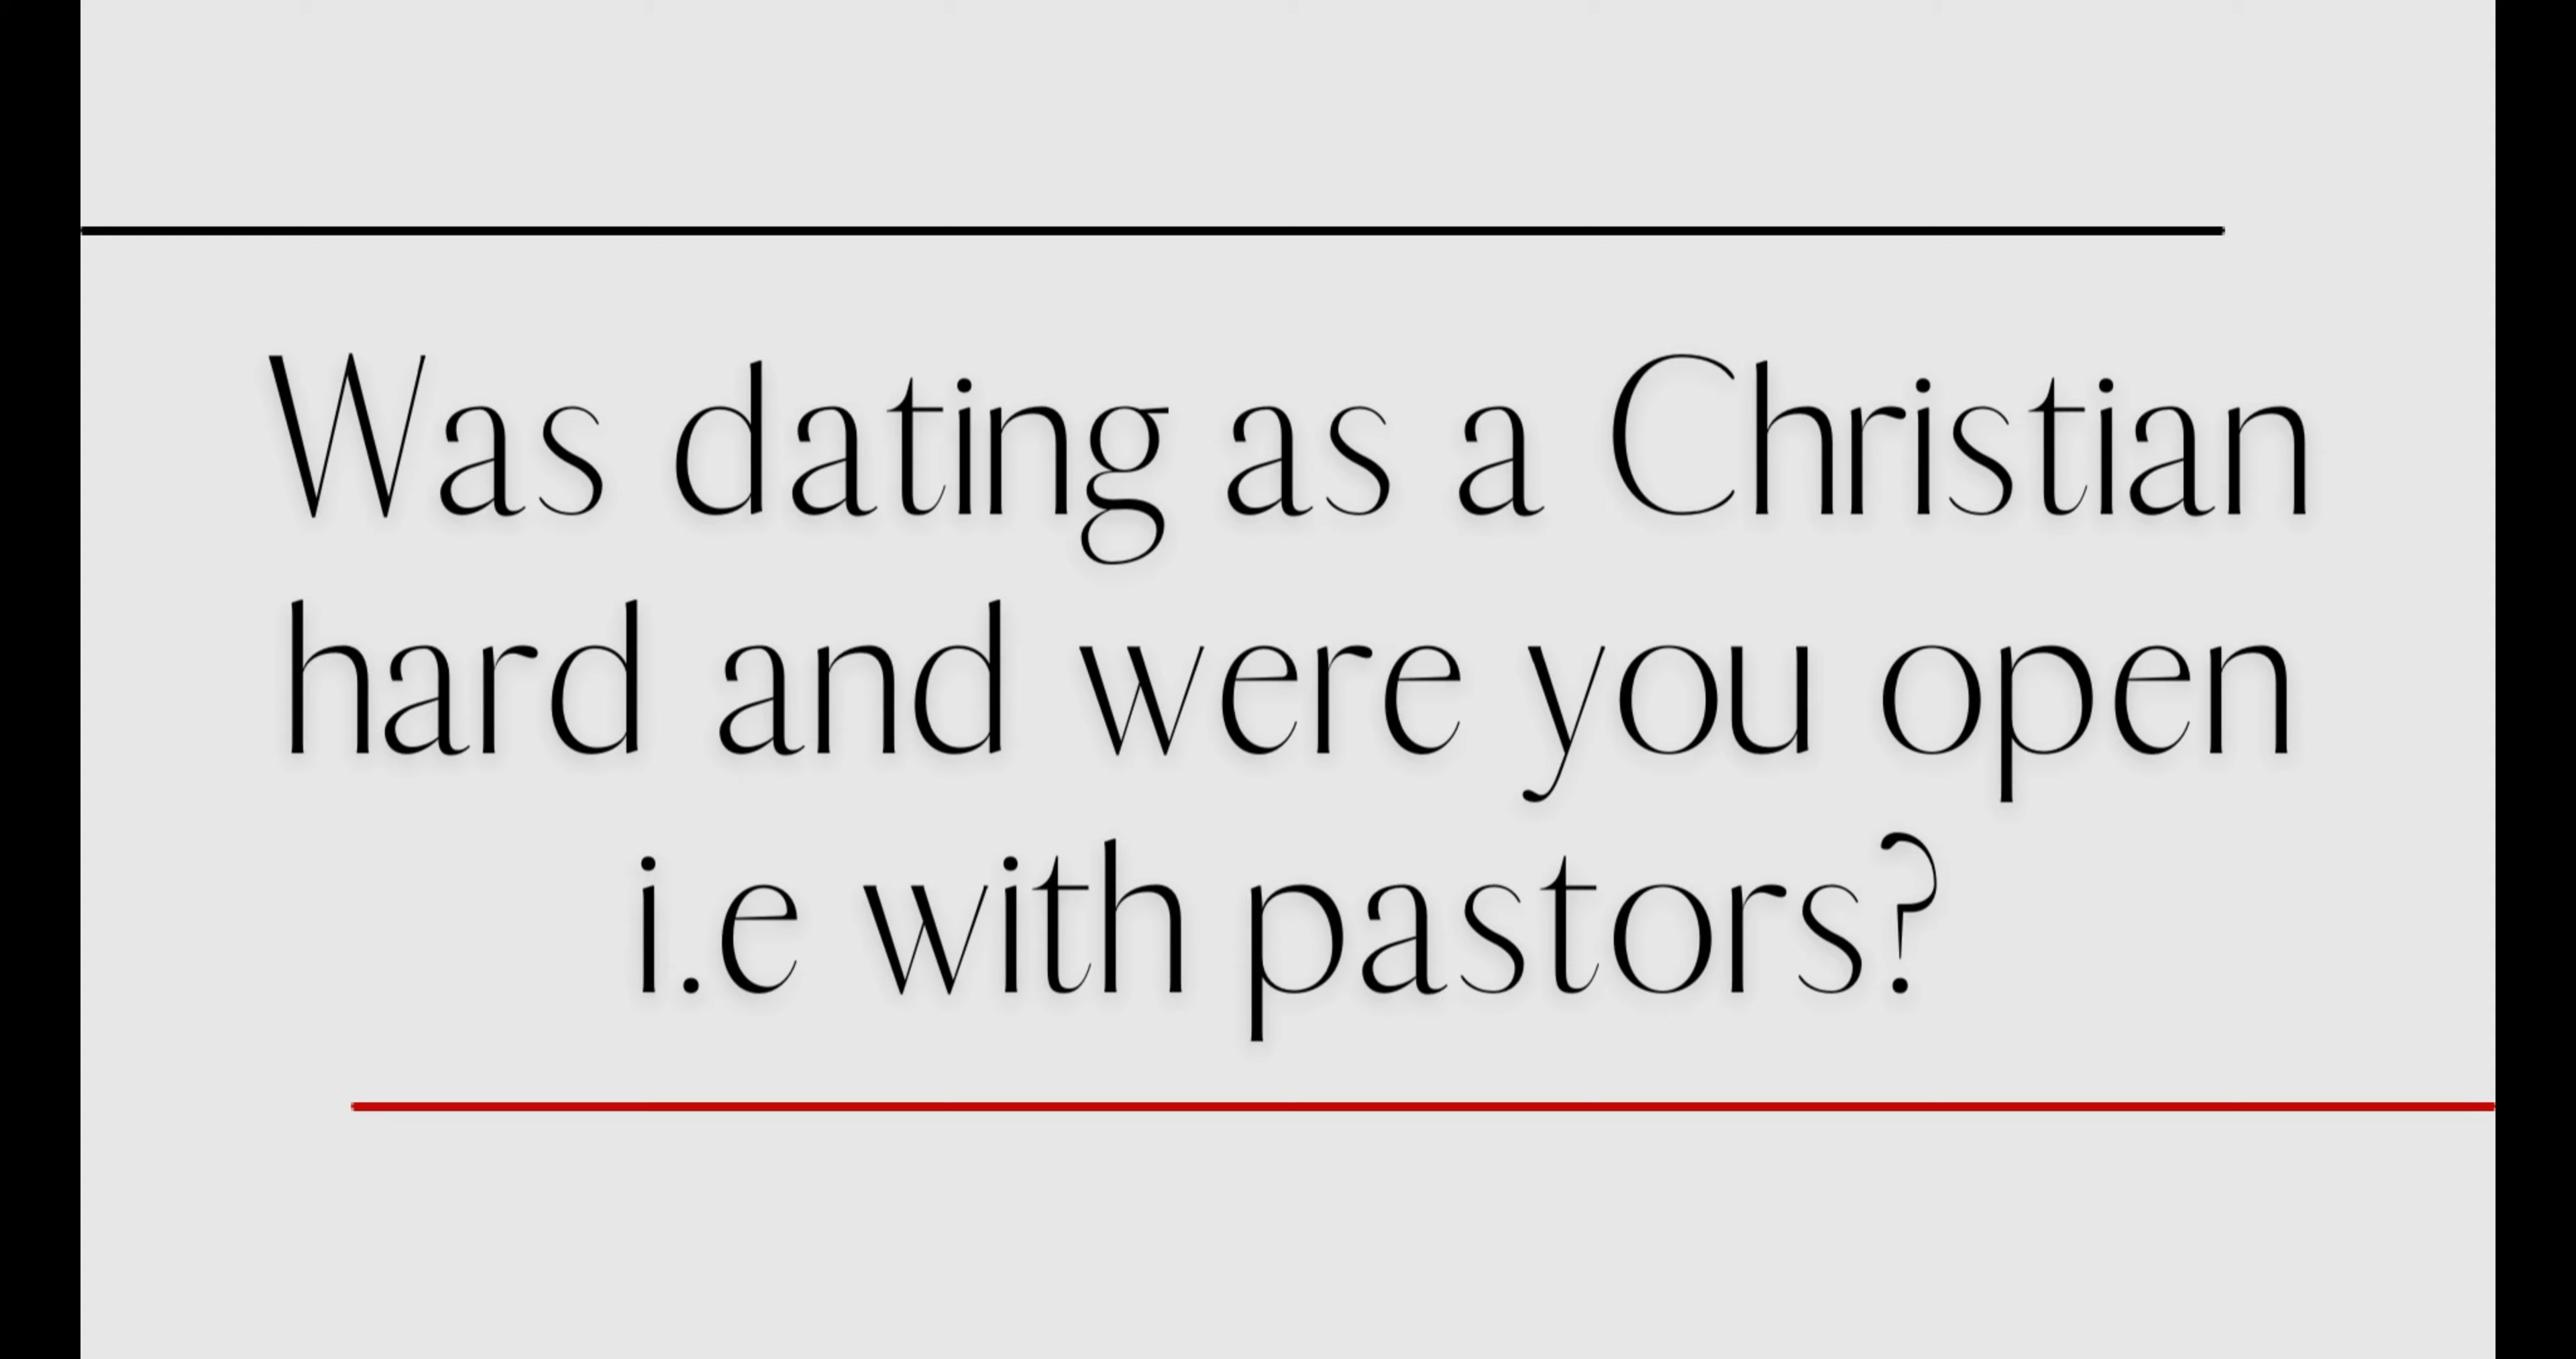 Was dating as a Christian
hard and were you open
i.e with pastors?